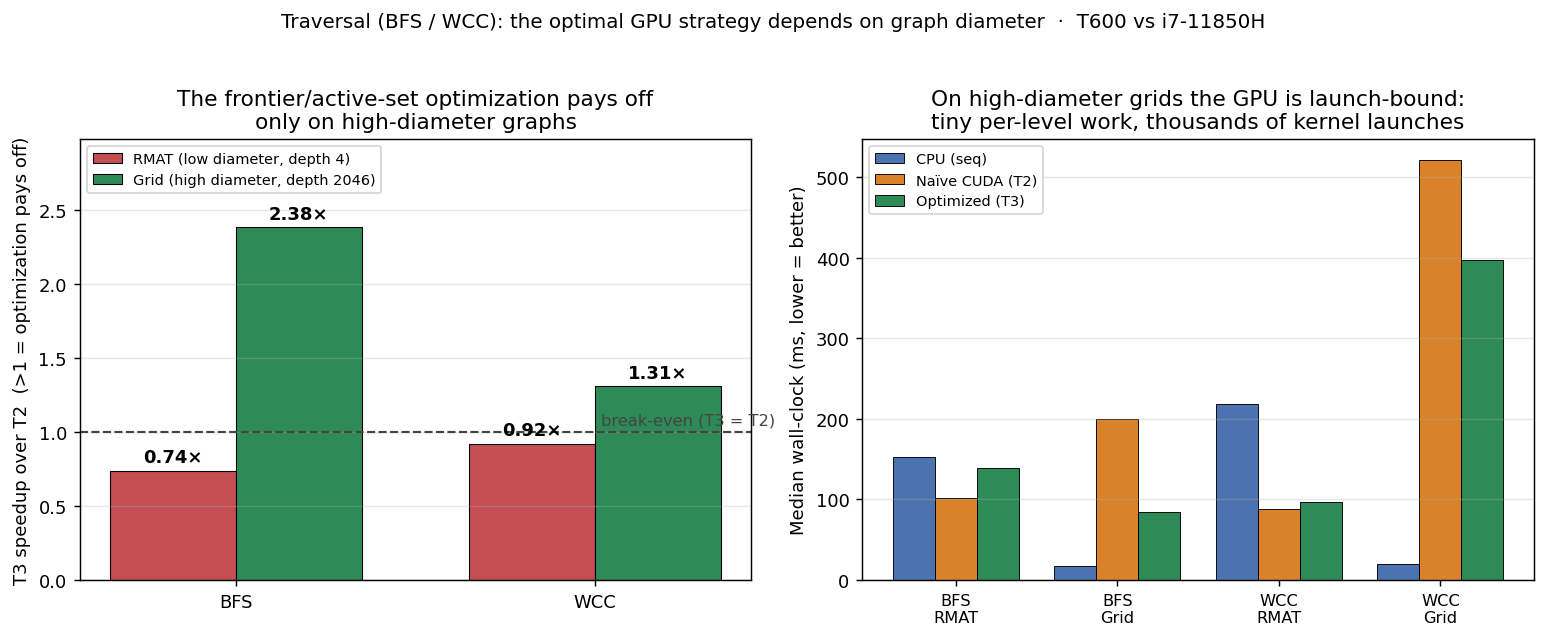 Traversal (BFS / WCC): the optimal GPU strategy depends on graph diameter · T600 vs i7-11850H
The frontier/active-set optimization pays off
only on high-diameter graphs
T3 speedup over T2 (>1 = optimization pays off)
RMAT (low diameter, depth 4)
Grid (high diameter, depth 2046)
2.5
2.0
1.5
1.0
0.5
0.0
0.74×
2.38×
0.92×
1.31×
break-even (T3 = T2)
BFS
WCC
On high-diameter grids the GPU is launch-bound:
tiny per-level work, thousands of kernel launches
Median wall-clock (ms, lower = better)
CPU (seq)
Naïve CUDA (T2)
Optimized (T3)
500
400
300
200
100
0
BFS
RMAT
BFS
Grid
WCC
RMAT
WCC
Grid